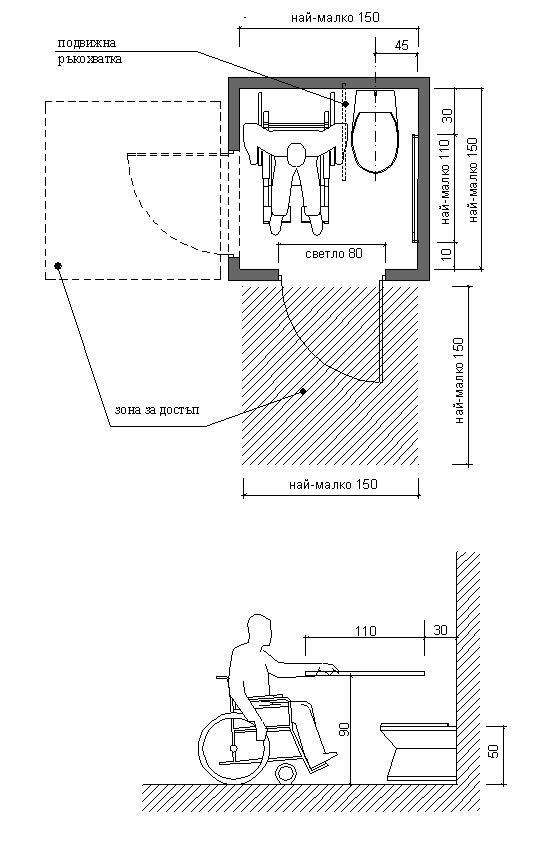 най-малко 150
подвижна
ръкохватка
45
30
най-малко 110
най-малко 150
10
светло 80
най-малко 150
зона за достъп
най-малко 150
110
30
90
50